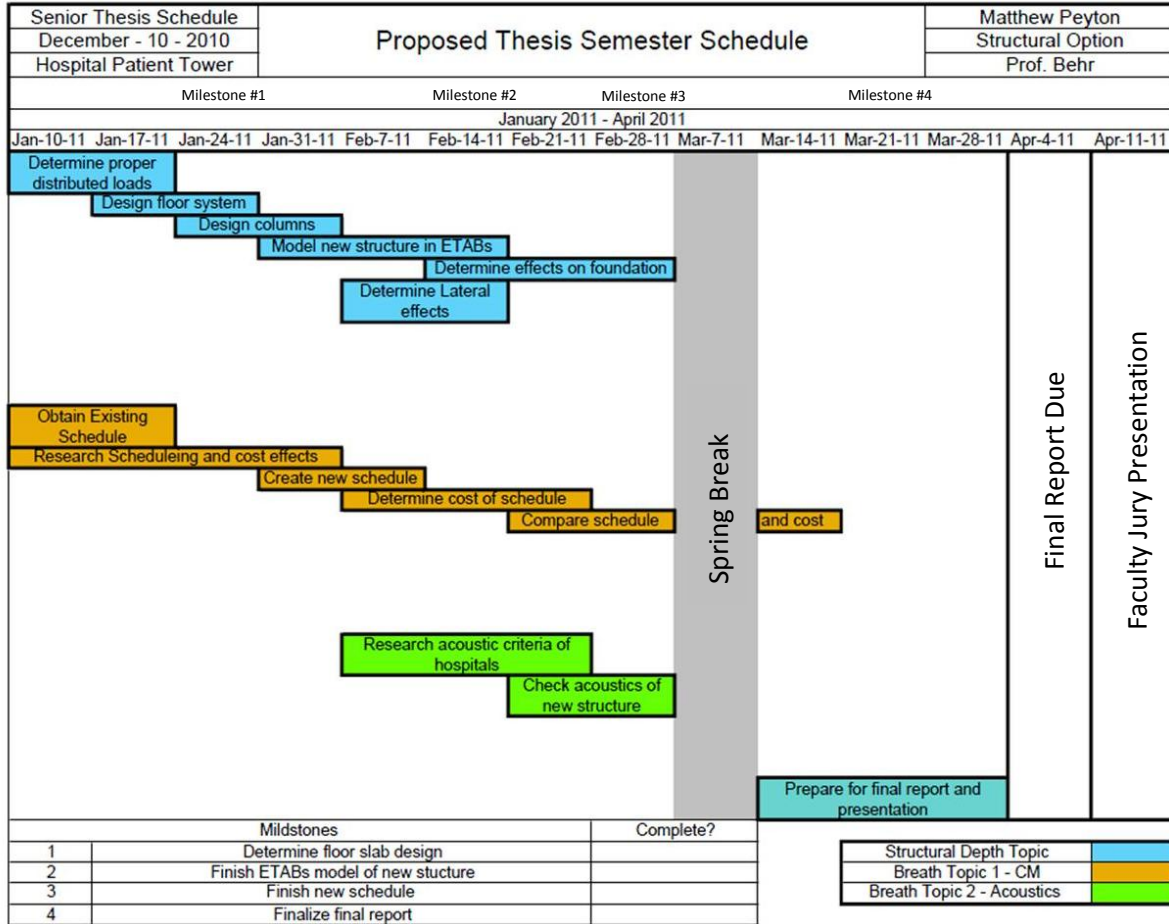 Senior Thesis Schedule
December - 10 - 2010
Hospital Patient Tower
Proposed Thesis Semester Schedule
Matthew Peyton
Structural Option
Prof. Behr
Milestone #1 Milestone #2 Milestone #3 Milestone #4
January 2011 - April 2011
Jan-10-11 Jan-17-11 Jan-24-11 Jan-31-11 Feb-7-11 Feb-14-11 Feb-21-11 Feb-28-11 Mar-7-11 Mar-14-11 Mar-21-11 Mar-28-11 Apr-4-11 Apr-11-11
Determine proper
distributed loads
Design floor system
Design columns
Model new structure in ETABs
Determine effects on foundation
Determine Lateral
effects
Obtain Existing
Schedule
Research Scheduleing and cost effects
Create new schedule
Determine cost of schedule
Compare schedule and cost
Research acoustic criteria of
hospitals
Check acoustics of
new structure
Spring Break
Prepare for final report and
presentation
Final Report Due
Faculty Jury Presentation
Mildstones Complete?
1 Determine floor slab design
2 Finish ETABs model of new stucture
3 Finish new schedule
4 Finalize final report
Structural Depth Topic
Breath Topic 1 - CM
Breath Topic 2 - Acoustics